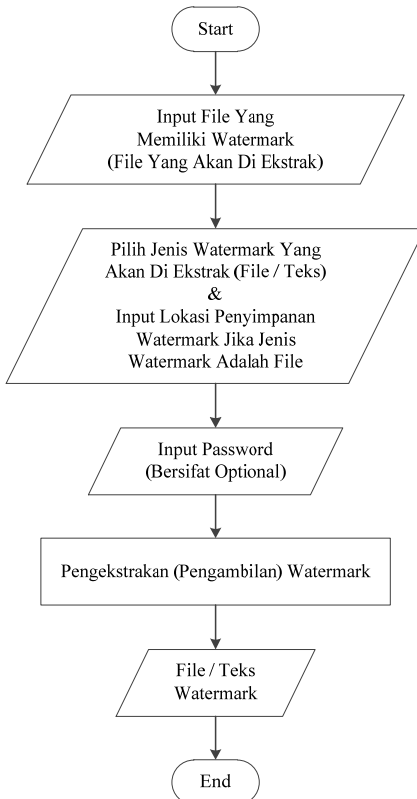 Start
Input File Yang
Memiliki Watermark
(File Yang Akan Di Ekstrak)
Pilih Jenis Watermark Yang
Akan Di Ekstrak (File / Teks)
&
Input Lokasi Penyimpanan
Watermark Jika Jenis
Watermark Adalah File
Input Password
(Bersifat Optional)
Pengekstrakan (Pengambilan) Watermark
File / Teks
Watermark
End